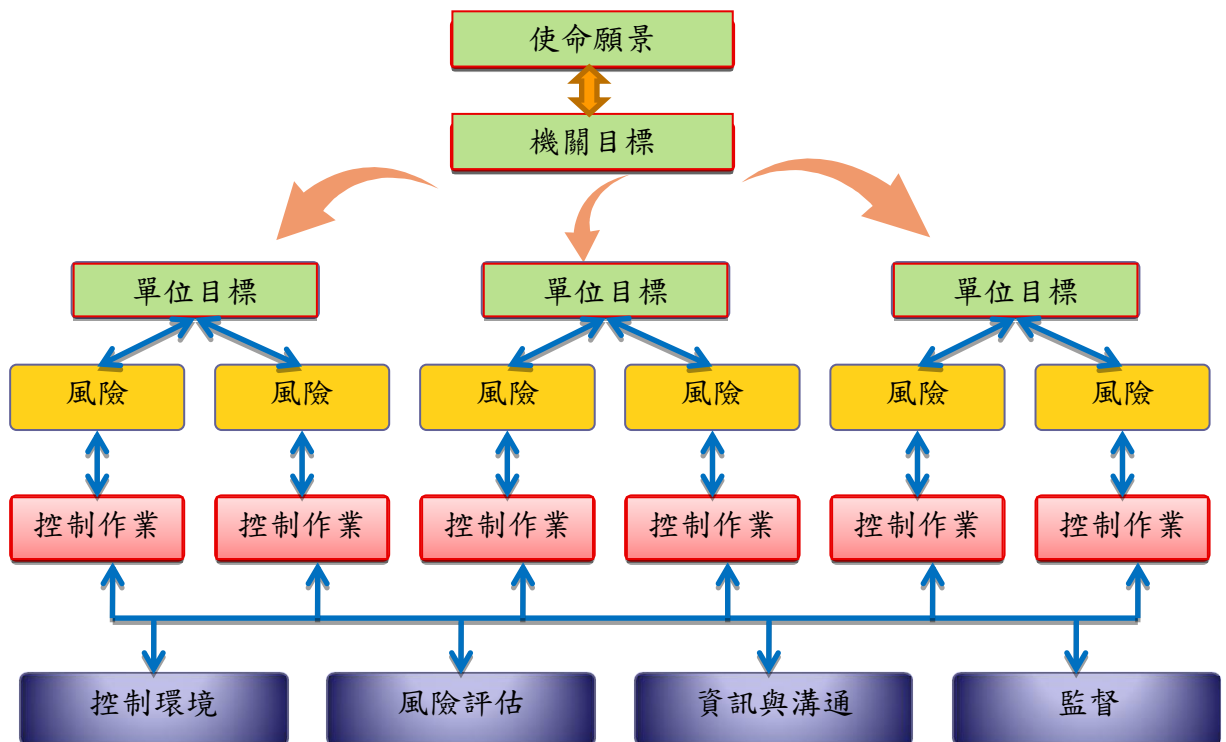 使命願景
機關目標
單位目標
單位目標
單位目標
風險
風險
風險
風險
風險
風險
控制作業
控制作業
控制作業
控制作業
控制作業
控制作業
控制環境
風險評估
資訊與溝通
監督